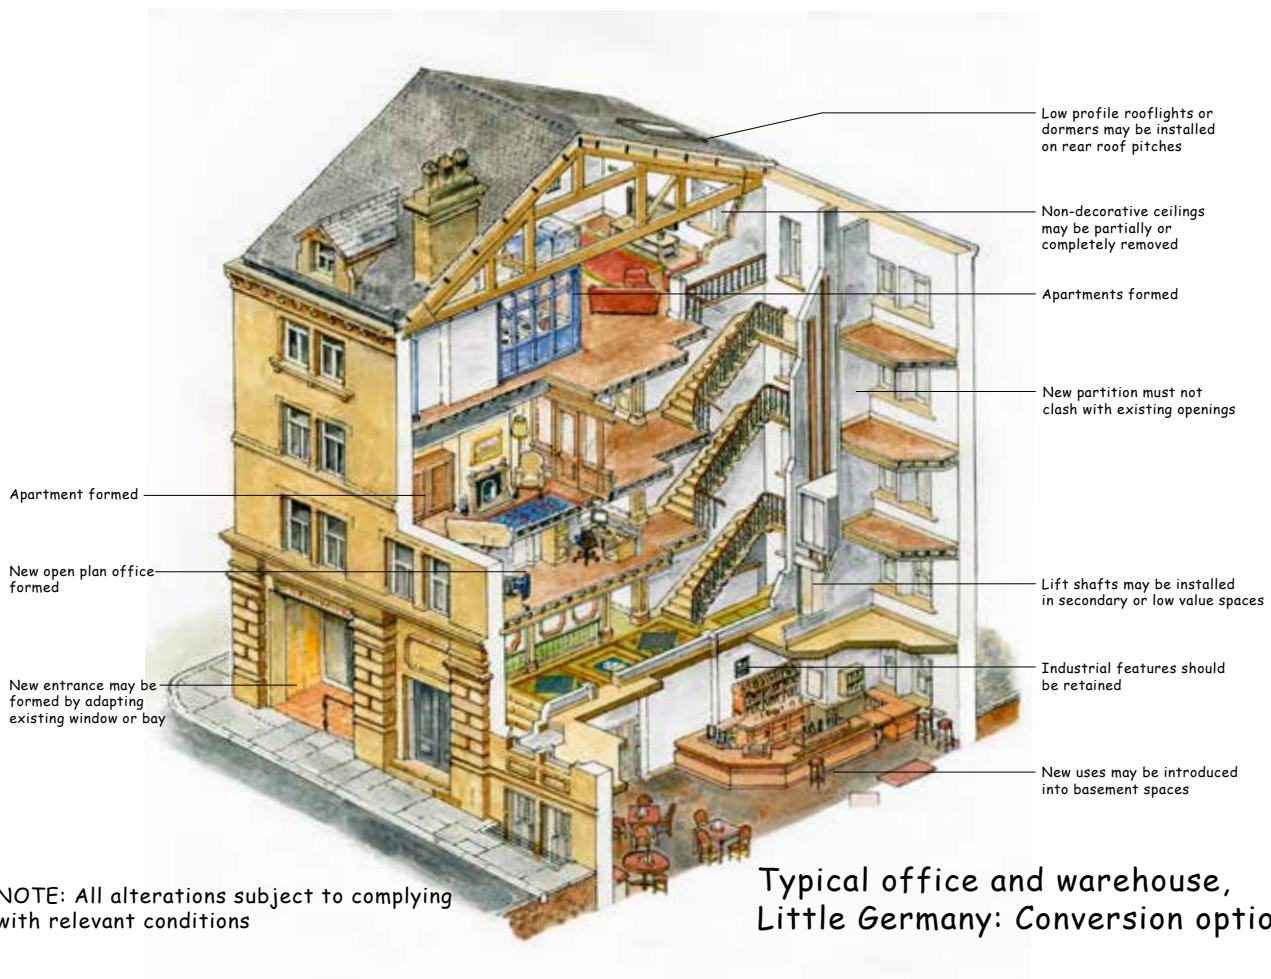 Low profile rooflights or
dormers may be installed
on rear roof pitches
Non-decorative ceilings
may be partially or
completely removed
Apartments formed
New partition must not
clash with existing openings
Apartment formed
New open plan office
formed
Lift shafts may be installed
in secondary or low value spaces
Industrial features should
be retained
New entrance may be
formed by adapting
existing window or bay
New uses may be introduced
into basement spaces
NOTE: All alterations subject to complying
with relevant conditions
Typical office and warehouse,
Little Germany: Conversion optio